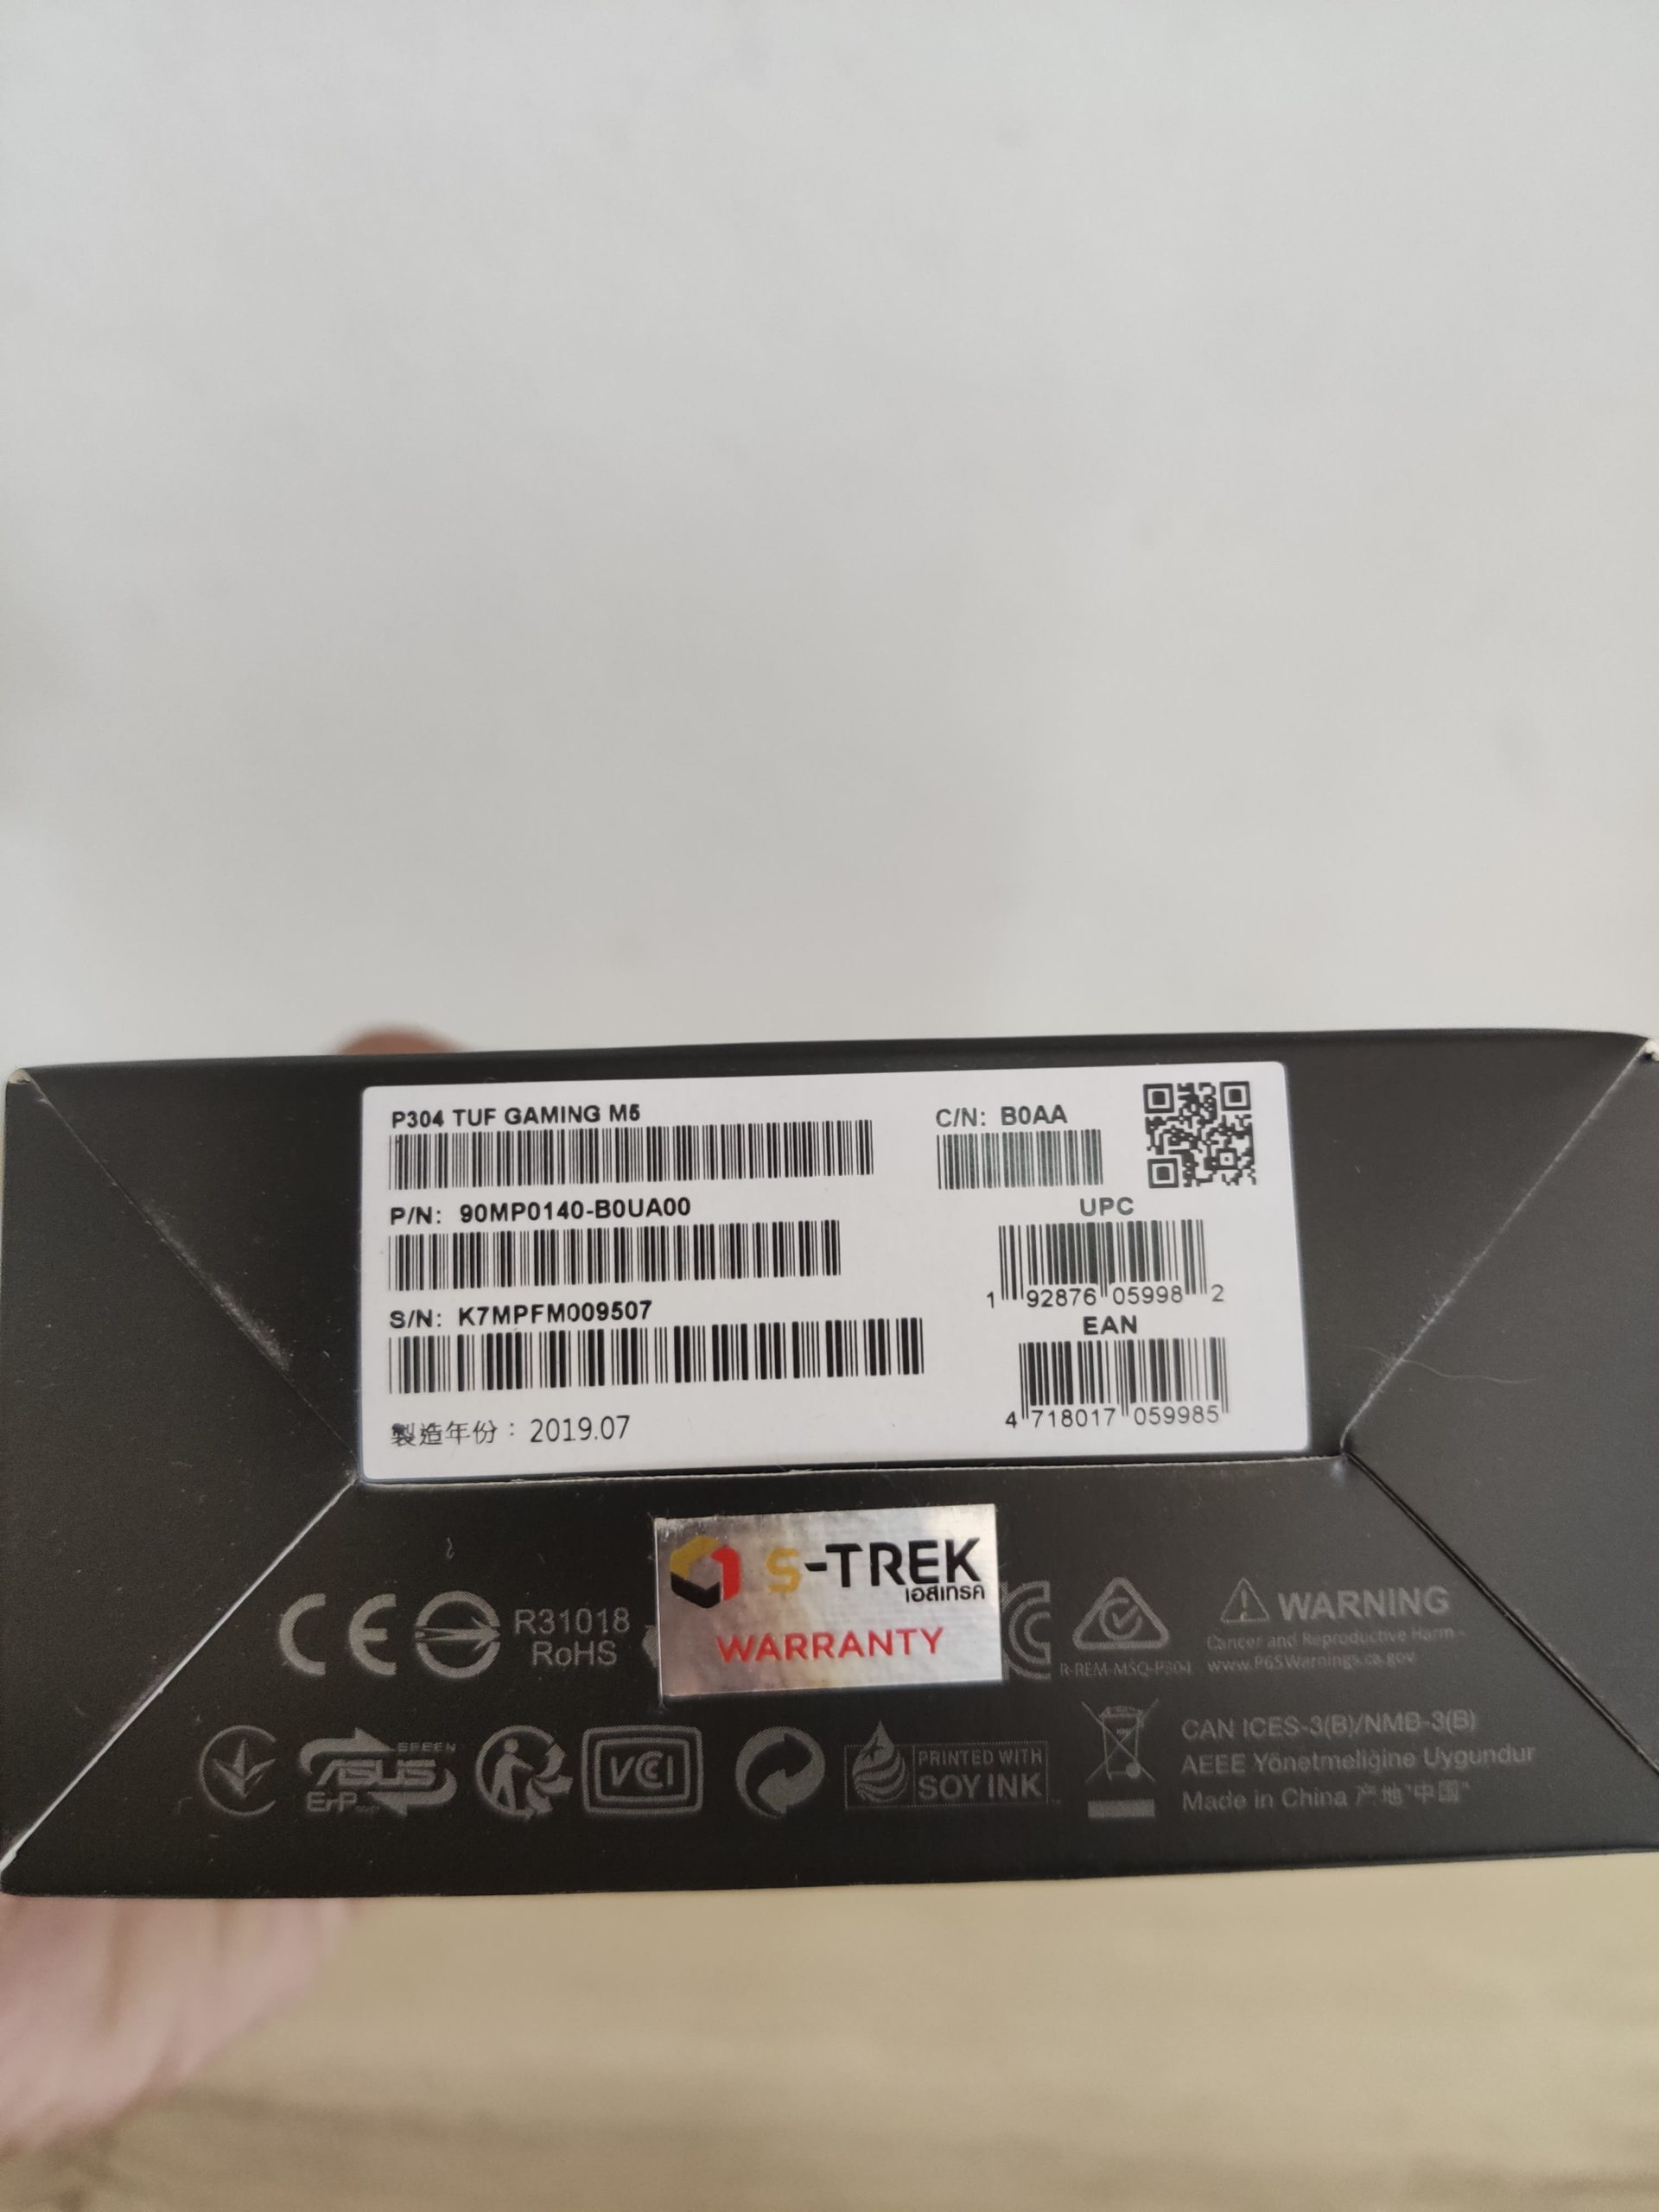 P304 TUF GAMING M5
C/N: B0AA
P/N: 90MP0140-B0UA00
UPC
1 92876 05998 2
S/N: K7MPFM009507
EAN
4 718017 059985
製造年份：2019.07
S-TREK
เอสเทรค
WARRANTY
CE
R31018
RoHS
R-REM-MSQ-P304
WARNING
Cancer and Reproductive Harm -
www.P65Warnings.ca.gov
ASUS
ErP
VCI
PRINTED WITH
SOY INK
CAN ICES-3(B)/NMB-3(B)
AEEE Yönetmeliğine Uygundur
Made in China 产地"中国"